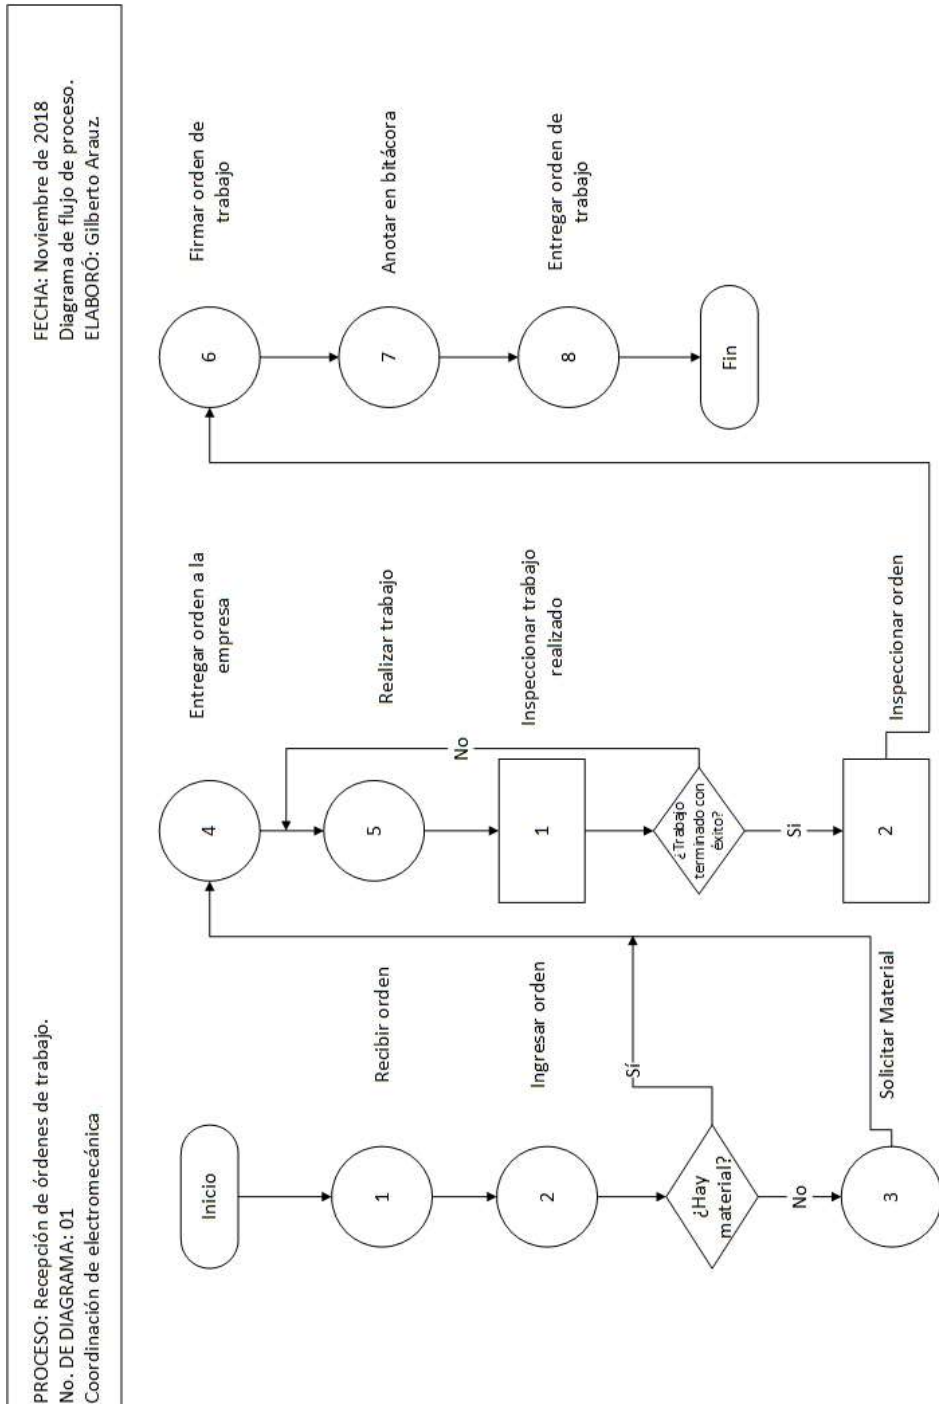 PROCESO: Recepción de órdenes de trabajo.
No. DE DIAGRAMA: 01
Coordinación de electromecánica
FECHA: Noviembre de 2018
Diagrama de flujo de proceso.
ELABORÓ: Gilberto Arauz.
Inicio
1
Recibir orden
2
Ingresar orden
¿Hay
material?
Sí
No
3
Solicitar Material
4
Entregar orden a la
empresa
5
Realizar trabajo
1
Inspeccionar trabajo
realizado
¿Trabajo
terminado con
éxito?
No
Si
2
Inspeccionar orden
6
Firmar orden de
trabajo
7
Anotar en bitácora
8
Entregar orden de
trabajo
Fin